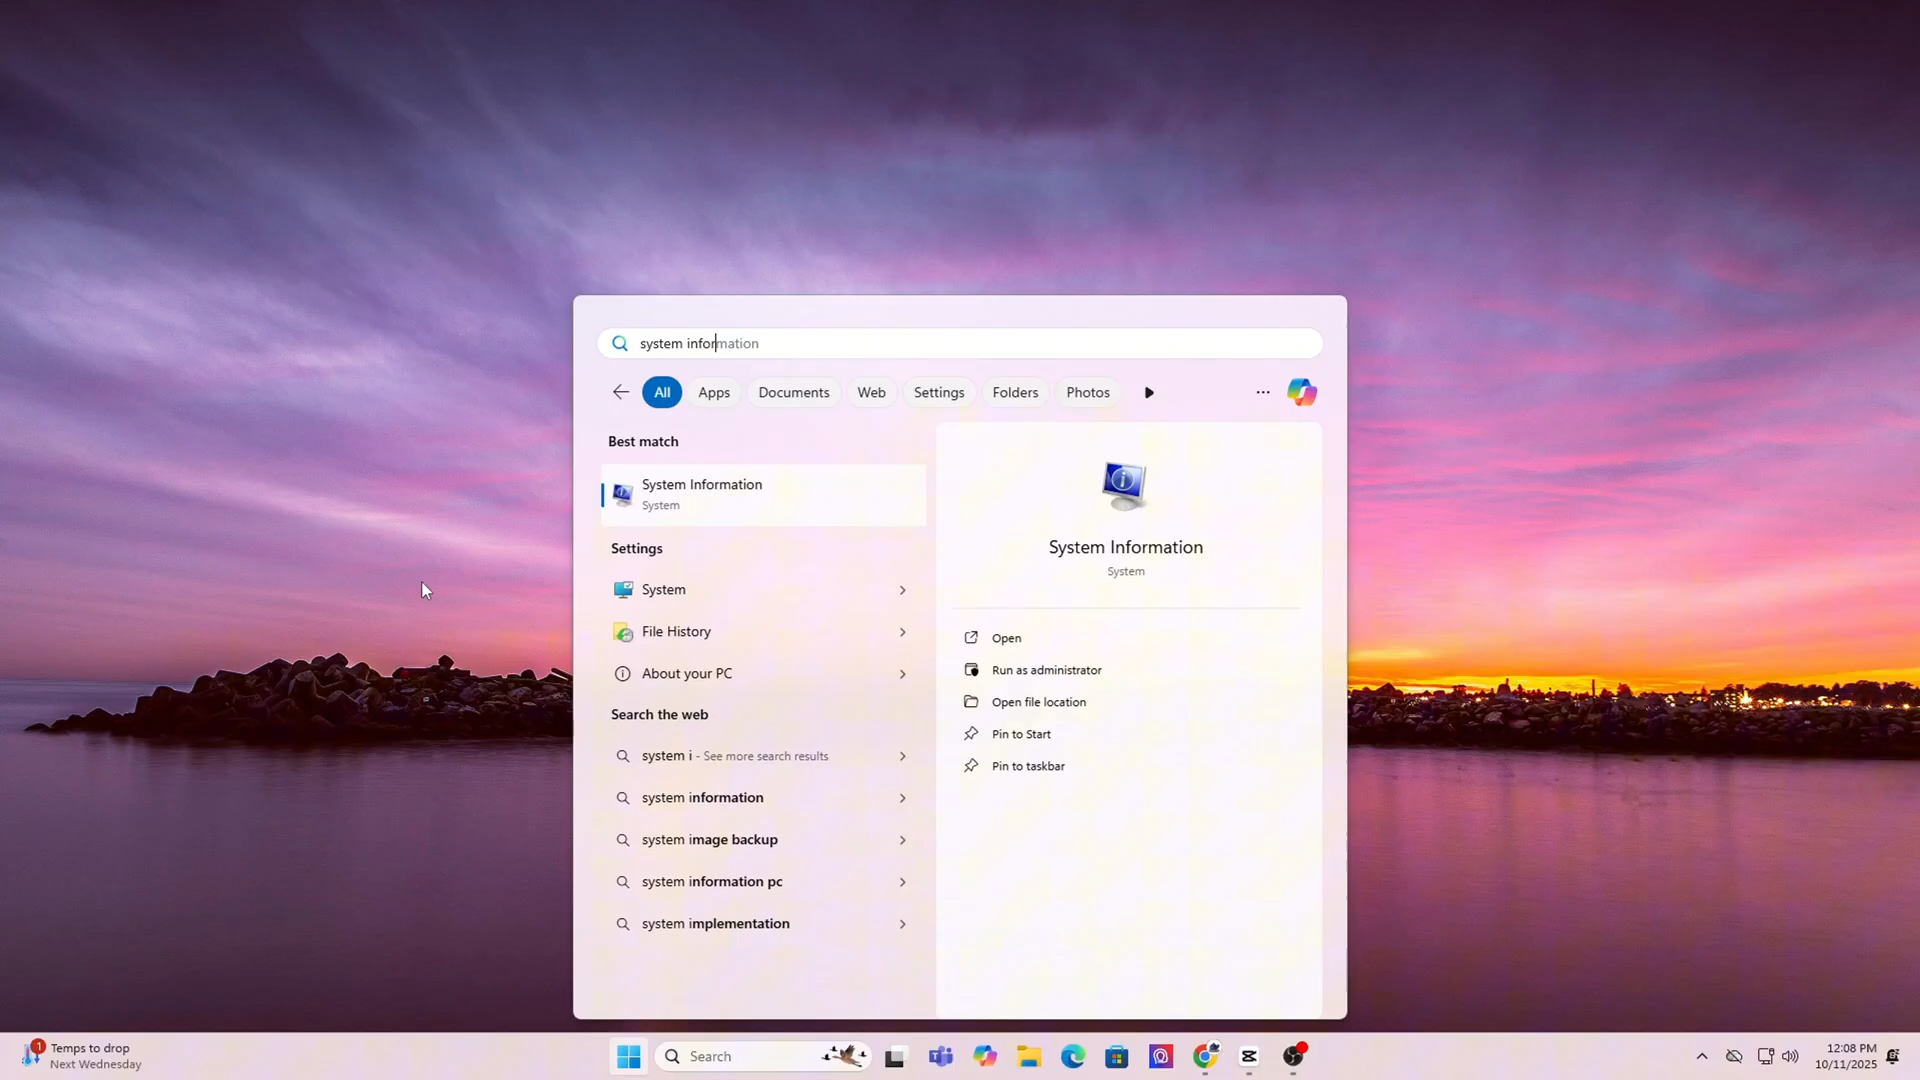 system information
All
Apps
Documents
Web
Settings
Folders
Photos
Best match
System Information
System
Settings
System
File History
About your PC
Search the web
system i - See more search results
system information
system image backup
system information pc
system implementation
System Information
System
Open
Run as administrator
Open file location
Pin to Start
Pin to taskbar
1
Temps to drop
Next Wednesday
Search
12:08 PM
10/11/2025